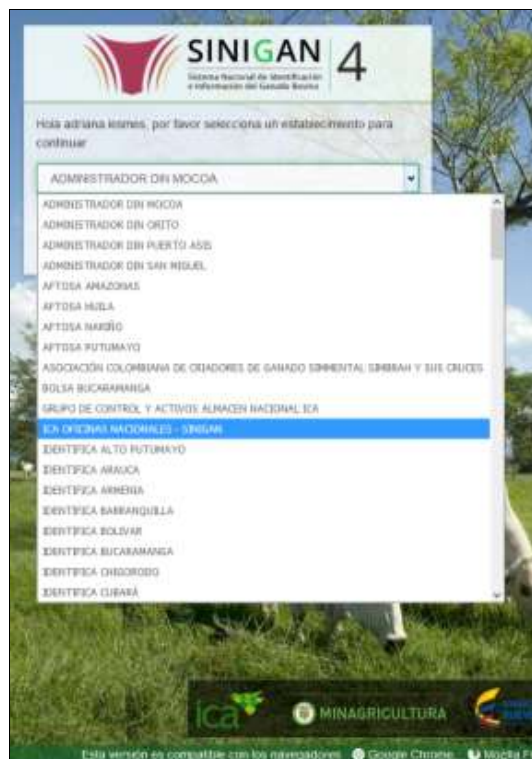 SINIGAN 4
Sistema Nacional de Identificación
e Información del Ganado Bovino
Hola adriana lesmes, por favor selecciona un establecimiento para
continuar
ADMINISTRADOR DIN MOCOA
ADMINISTRADOR DIN MOCOA
ADMINISTRADOR DIN ORITO
ADMINISTRADOR DIN PUERTO ASIS
ADMINISTRADOR DIN SAN MIGUEL
AFTOSA AMAZONAS
AFTOSA HUILA
AFTOSA NARIÑO
AFTOSA PUTUMAYO
ASOCIACIÓN COLOMBIANA DE CRIADORES DE GANADO SIMMENTAL SIMBRAH Y SUS CRUCES
BOLSA BUCARAMANGA
GRUPO DE CONTROL Y ACTIVOS ALMACEN NACIONAL ICA
ICA OFICINAS NACIONALES - SINIGAN
IDENTIFICA ALTO PUTUMAYO
IDENTIFICA ARAUCA
IDENTIFICA ARMENIA
IDENTIFICA BARRANQUILLA
IDENTIFICA BOLIVAR
IDENTIFICA BUCARAMANGA
IDENTIFICA CHIGORODO
IDENTIFICA CUBARÁ
ica MINAGRICULTURA
Esta versión es compatible con los navegadores Google Chrome Mozilla